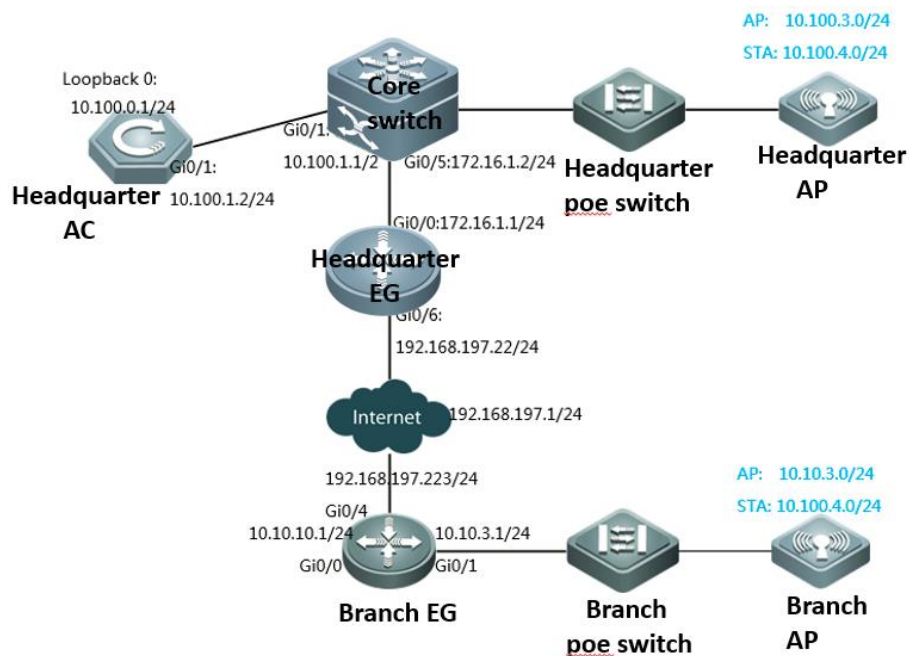 AP: 10.100.3.0/24
STA: 10.100.4.0/24
Loopback 0:
10.100.0.1/24
Core
switch
Gi0/1:
10.100.1.1/2
Gi0/5:172.16.1.2/24
Gi0/1:
10.100.1.2/24
Headquarter
AC
Headquarter
poe switch
Headquarter
AP
Gi0/0:172.16.1.1/24
Headquarter
EG
Gi0/6:
192.168.197.22/24
Internet
192.168.197.1/24
192.168.197.223/24
Gi0/4
10.10.10.1/24
10.10.3.1/24
Gi0/0
Gi0/1
AP: 10.10.3.0/24
STA: 10.100.4.0/24
Branch EG
Branch
poe switch
Branch
AP